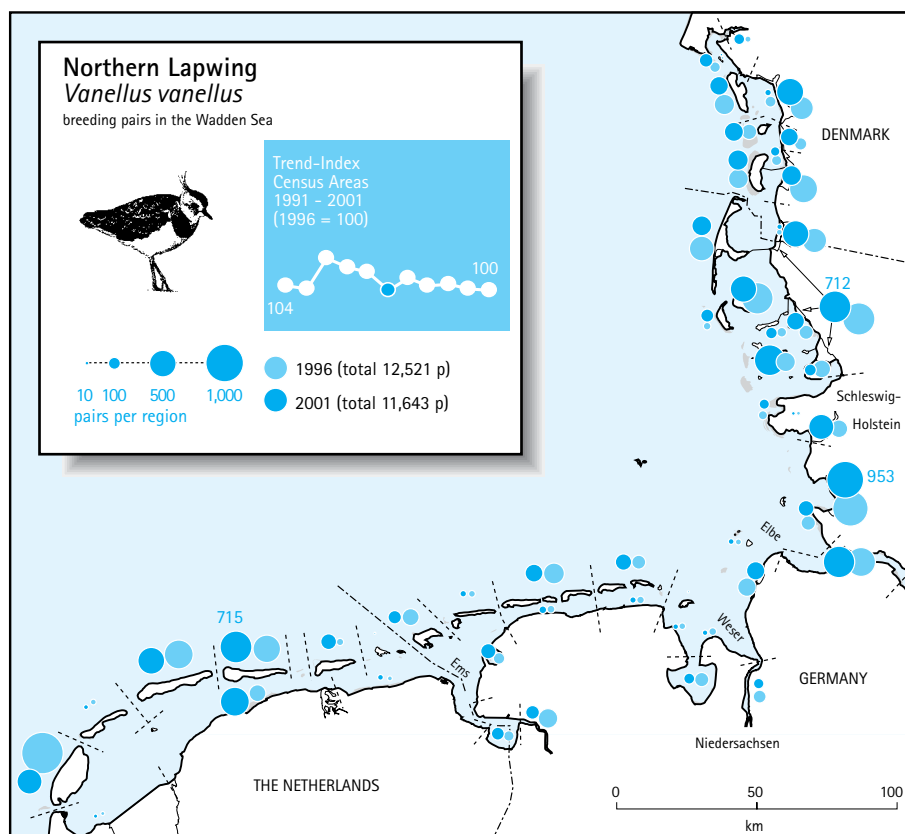 Northern Lapwing
Vanellus vanellus
breeding pairs in the Wadden Sea
Trend-Index
Census Areas
1991 - 2001
(1996 = 100)
104
100
10 100 500 1,000
pairs per region
1996 (total 12,521 p)
2001 (total 11,643 p)
DENMARK
712
Schleswig-
Holstein
953
Elbe
715
Ems
Weser
GERMANY
Niedersachsen
THE NETHERLANDS
0 50 100
km